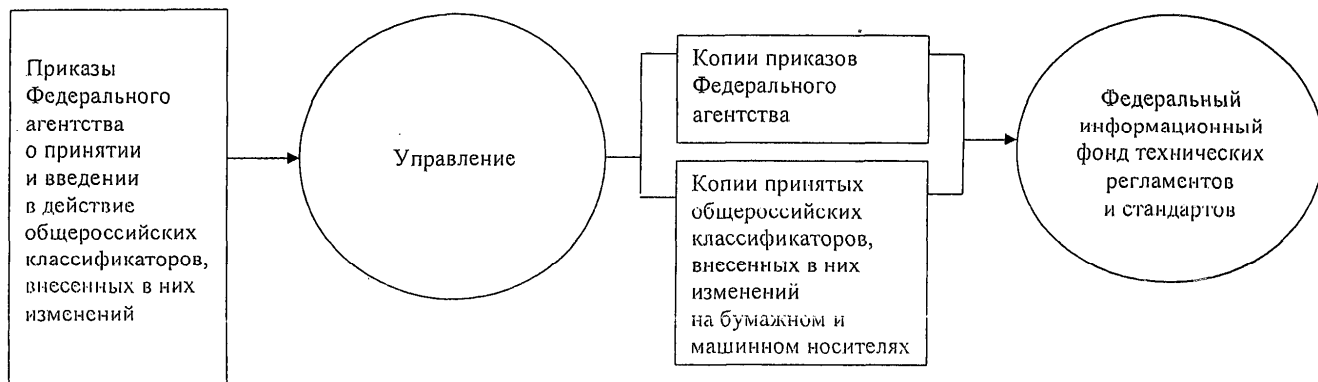 Приказы
Федерального
агентства
о принятии
и введении
в действие
общероссийских
классификаторов,
внесенных в них
изменений
Управление
Копии приказов
Федерального
агентства
Копии принятых
общероссийских
классификаторов,
внесенных в них
изменений
на бумажном и
машинном носителях
Федеральный
информационный
фонд технических
регламентов
и стандартов